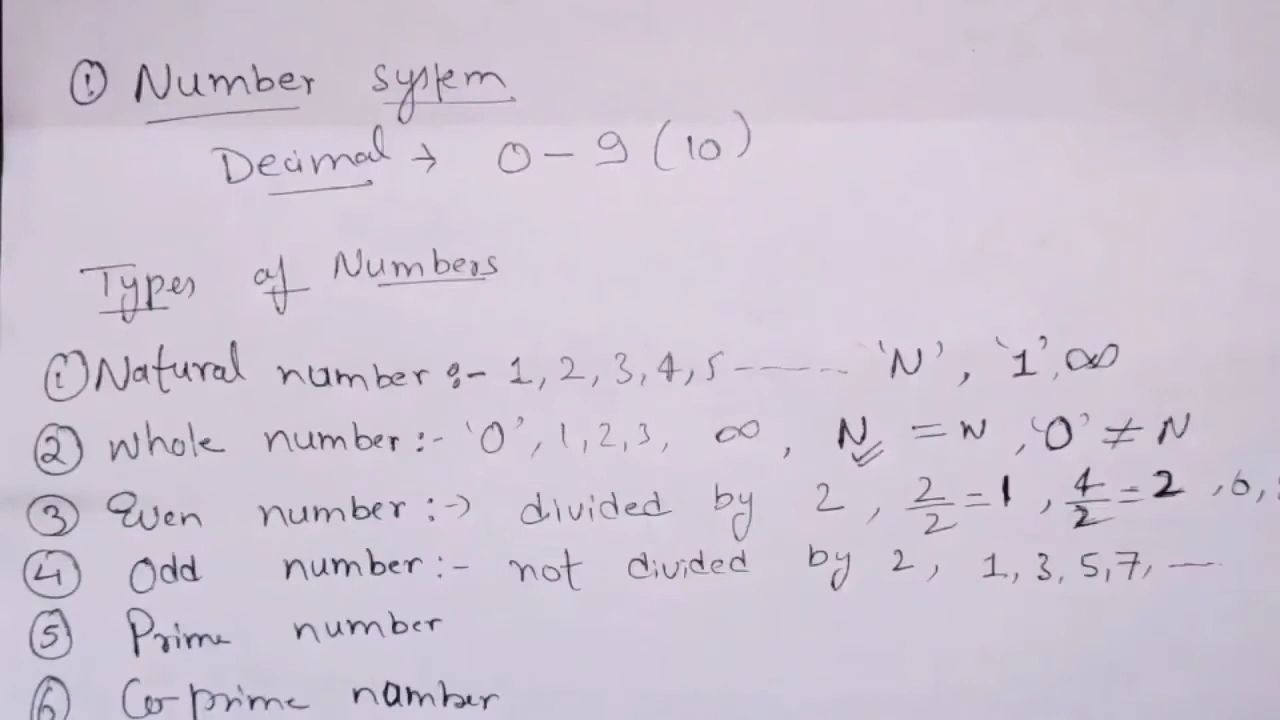 ① Number system
Decimal → 0 – 9 (10)
Types of Numbers
① Natural number :- 1, 2, 3, 4, 5 ------ 'N', '1', ∞
② Whole number :- '0', 1, 2, 3, ∞, N = N, '0' ≠ N
③ Even number :-> divided by 2, 2/2 = 1, 4/2 = 2, 6,
④ Odd number :- not divided by 2, 1, 3, 5, 7, —
⑤ Prime number
⑥ Co-prime number